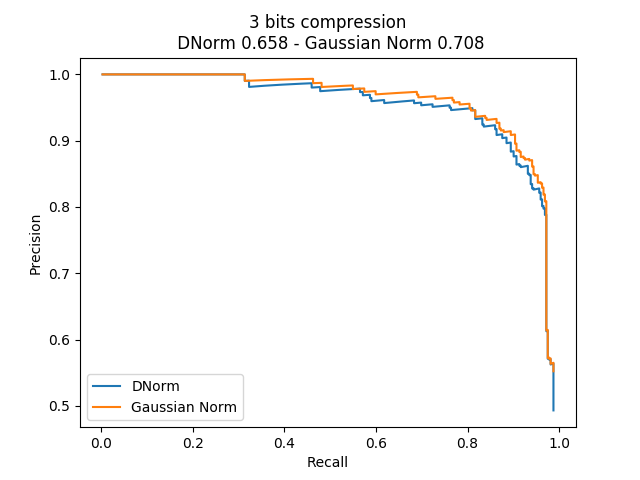 3 bits compression
DNorm 0.658 - Gaussian Norm 0.708
1.0
0.9
0.8
0.7
0.6
0.5
Precision
DNorm
Gaussian Norm
0.0 0.2 0.4 0.6 0.8 1.0
Recall